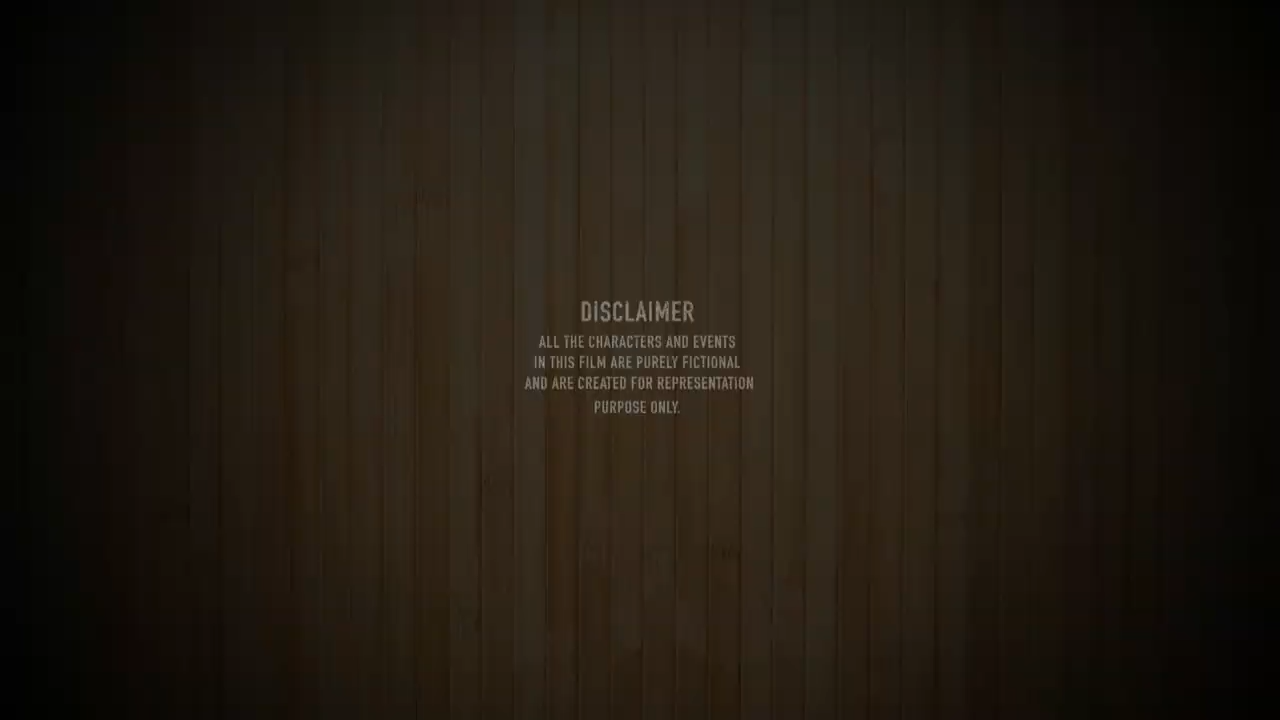 DISCLAIMER
ALL THE CHARACTERS AND EVENTS
IN THIS FILM ARE PURELY FICTIONAL
AND ARE CREATED FOR REPRESENTATION
PURPOSE ONLY.